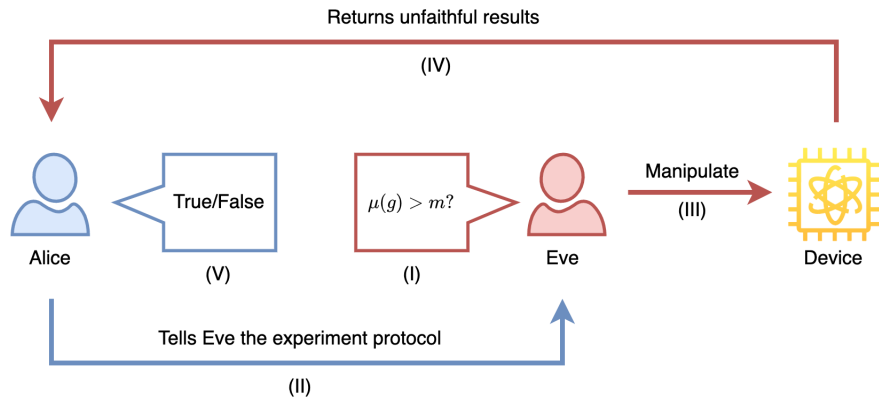 Returns unfaithful results
(IV)
Manipulate
True/False
μ(g) > m?
(III)
Alice
(V)
(I)
Eve
Device
Tells Eve the experiment protocol
(II)